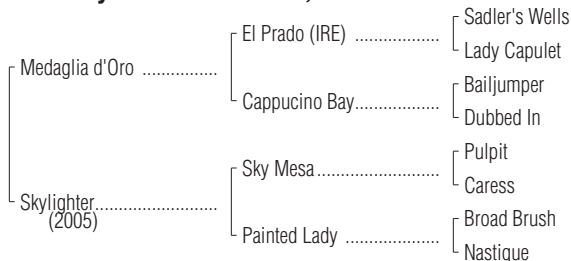 Sadler's Wells
El Prado (IRE) ..................
Lady Capulet
Medaglia d'Oro ................
Bailjumper
Cappucino Bay..................
Dubbed In
Pulpit
Sky Mesa..........................
Caress
Skylighter..........................
(2005)
Broad Brush
Painted Lady ....................
Nastique